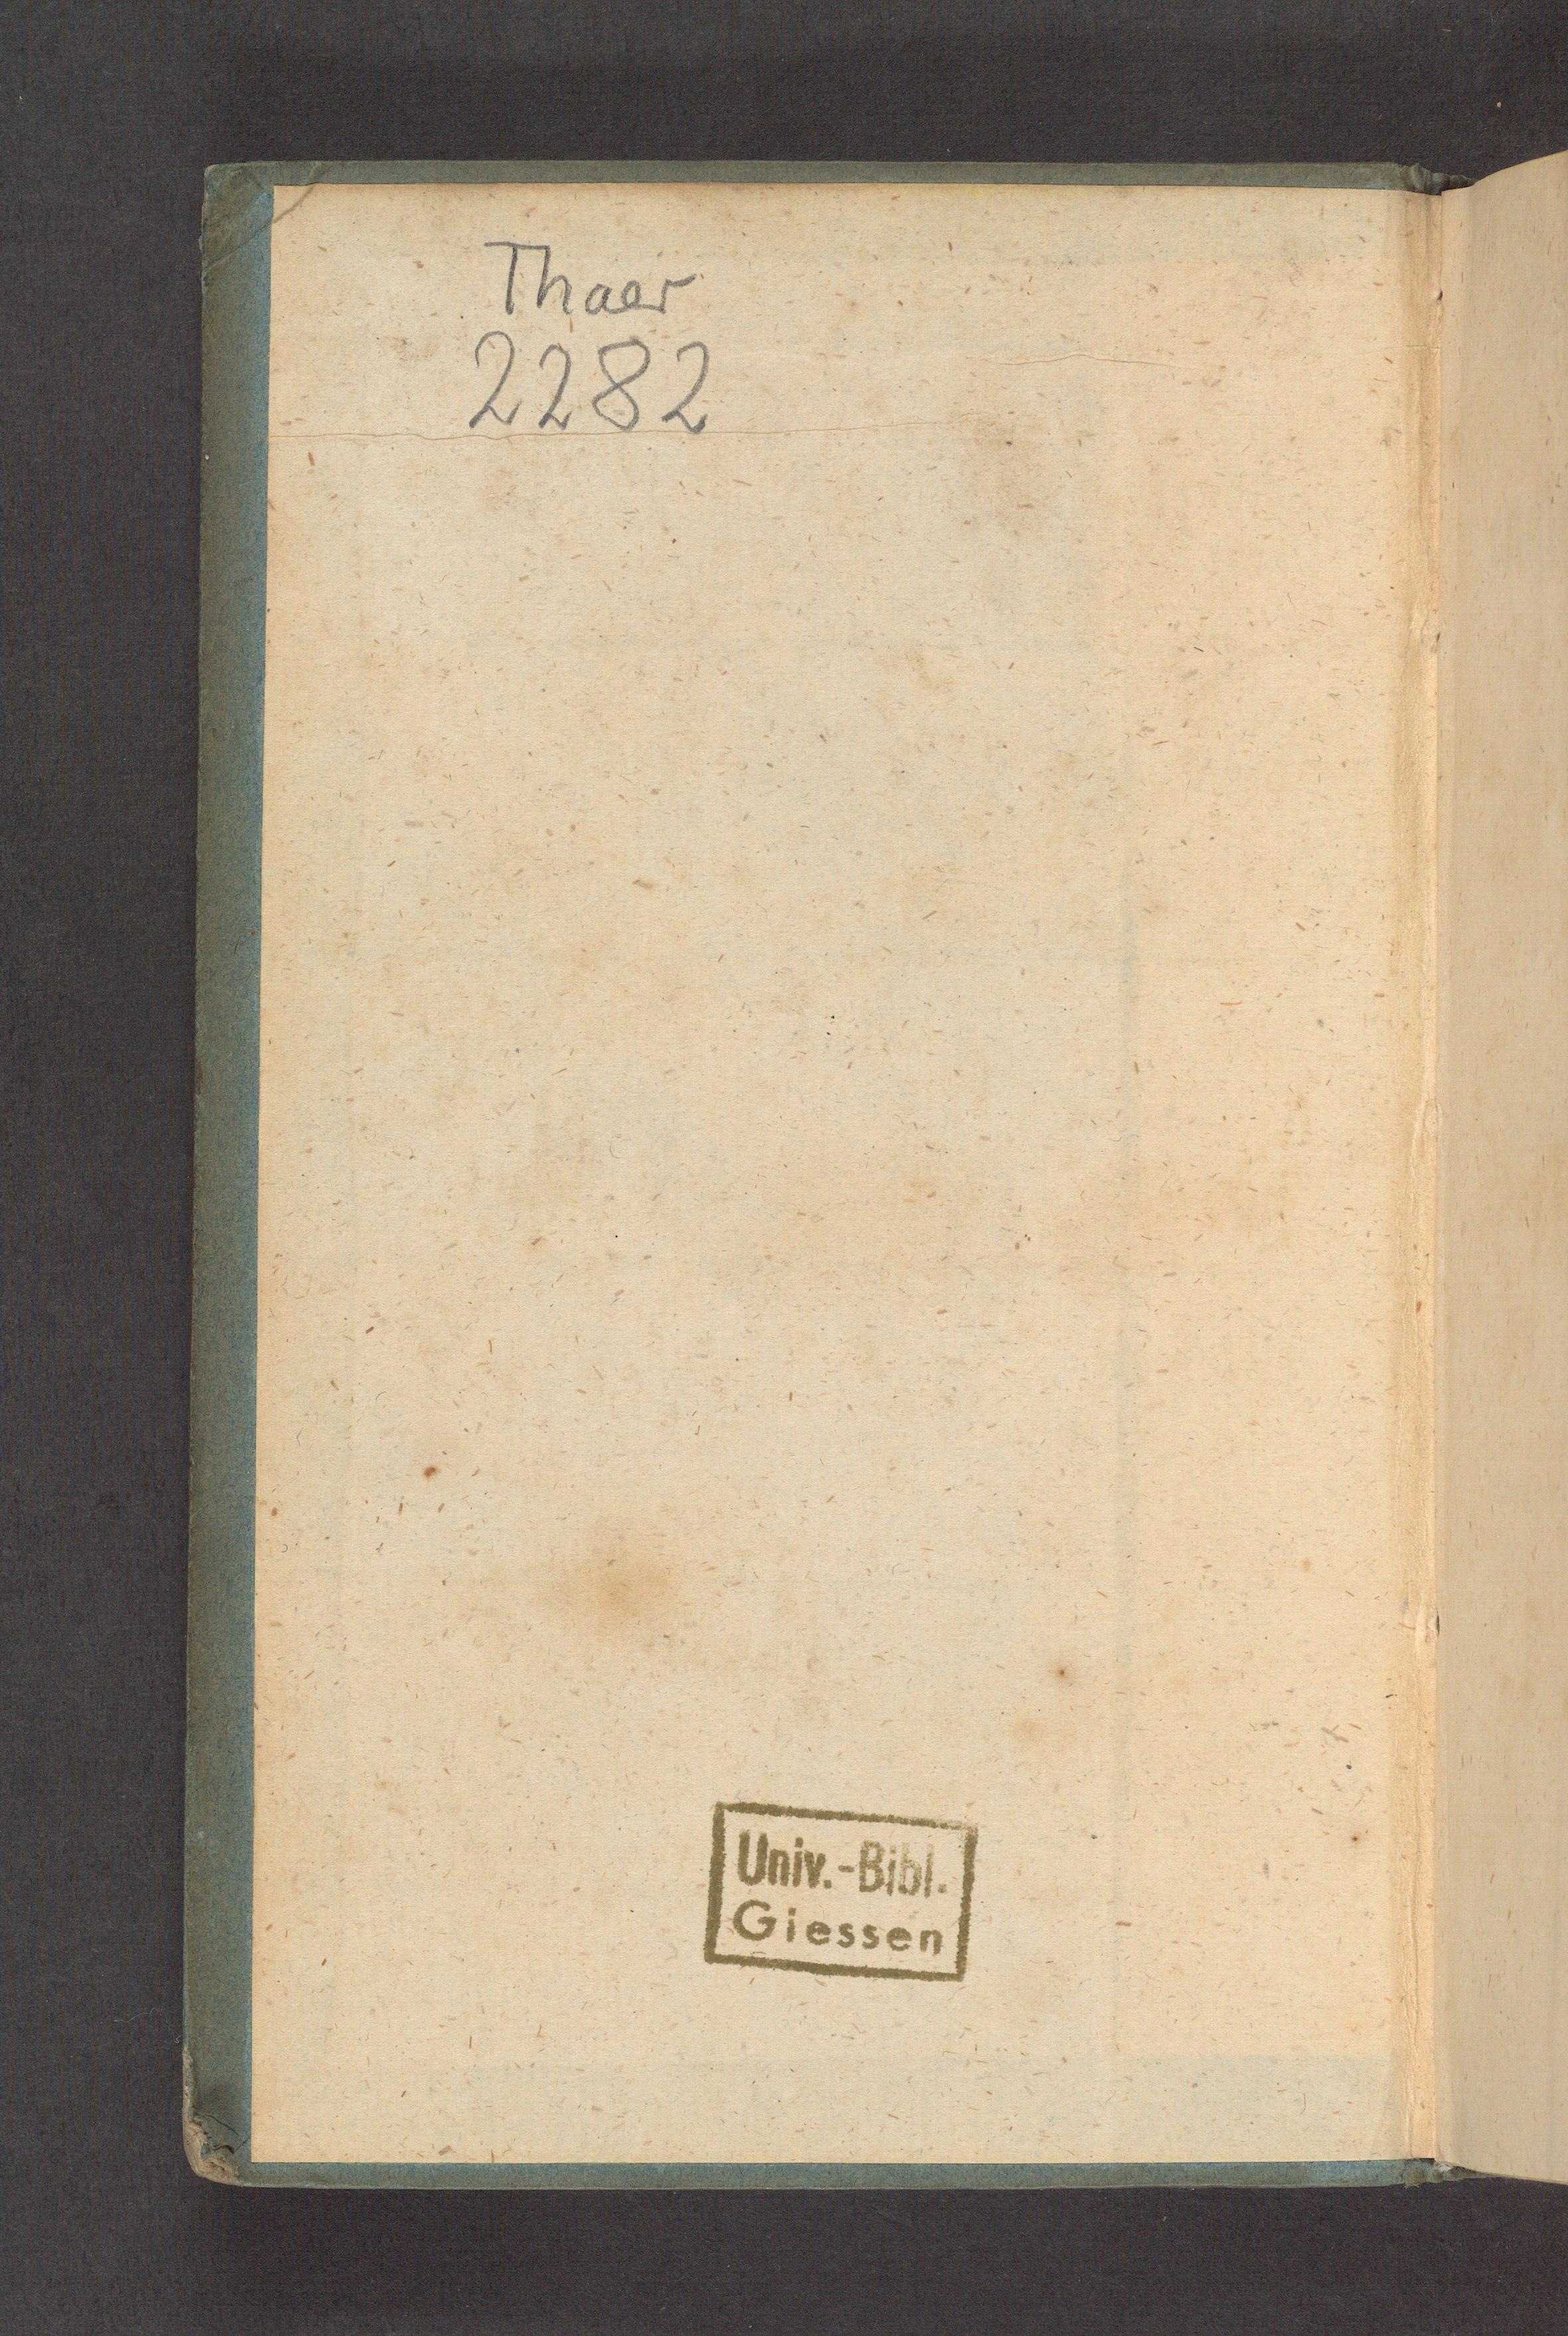 Thaer
2282
Univ.-Bibl.
Giessen